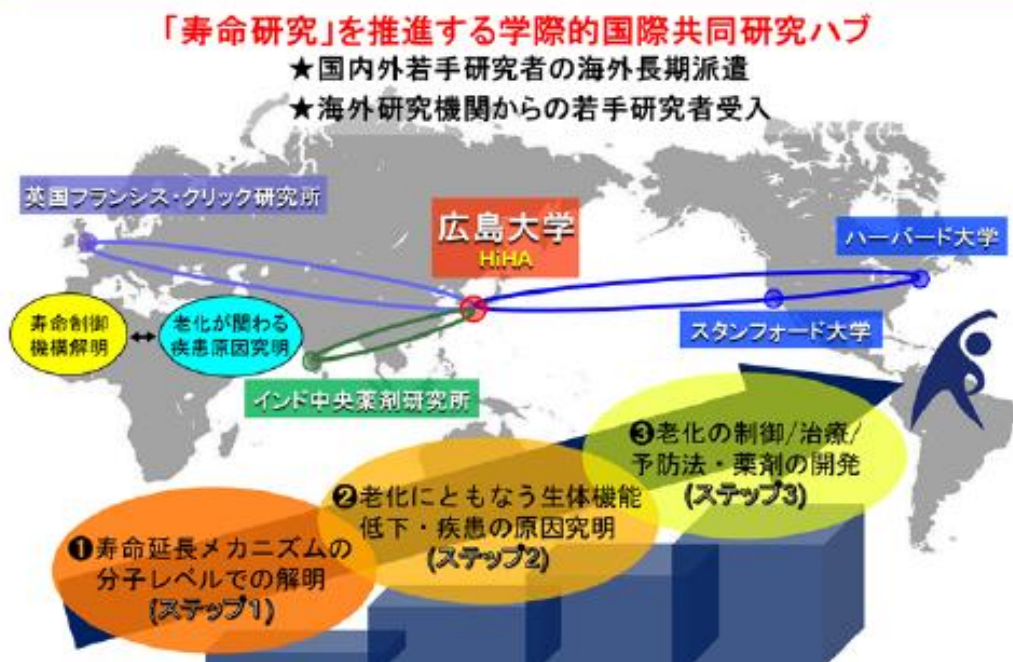 「寿命研究」を推進する学際的国際共同研究ハブ
★国内外若手研究者の海外長期派遣
★海外研究機関からの若手研究者受入
英国フランシス・クリック研究所
広島大学
HiHA
ハーバード大学
スタンフォード大学
寿命制御
機構解明
老化が関わる
疾患原因究明
インド中央薬剤研究所
❸老化の制御/治療/
予防法・薬剤の開発
(ステップ3)
❷老化にともなう生体機能
低下・疾患の原因究明
(ステップ2)
❶寿命延長メカニズムの
分子レベルでの解明
(ステップ1)